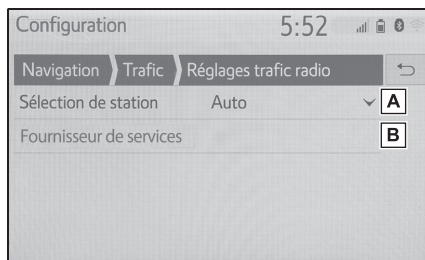 Configuration 5:52
Navigation Trafic Réglages trafic radio
Sélection de station Auto A
Fournisseur de services B